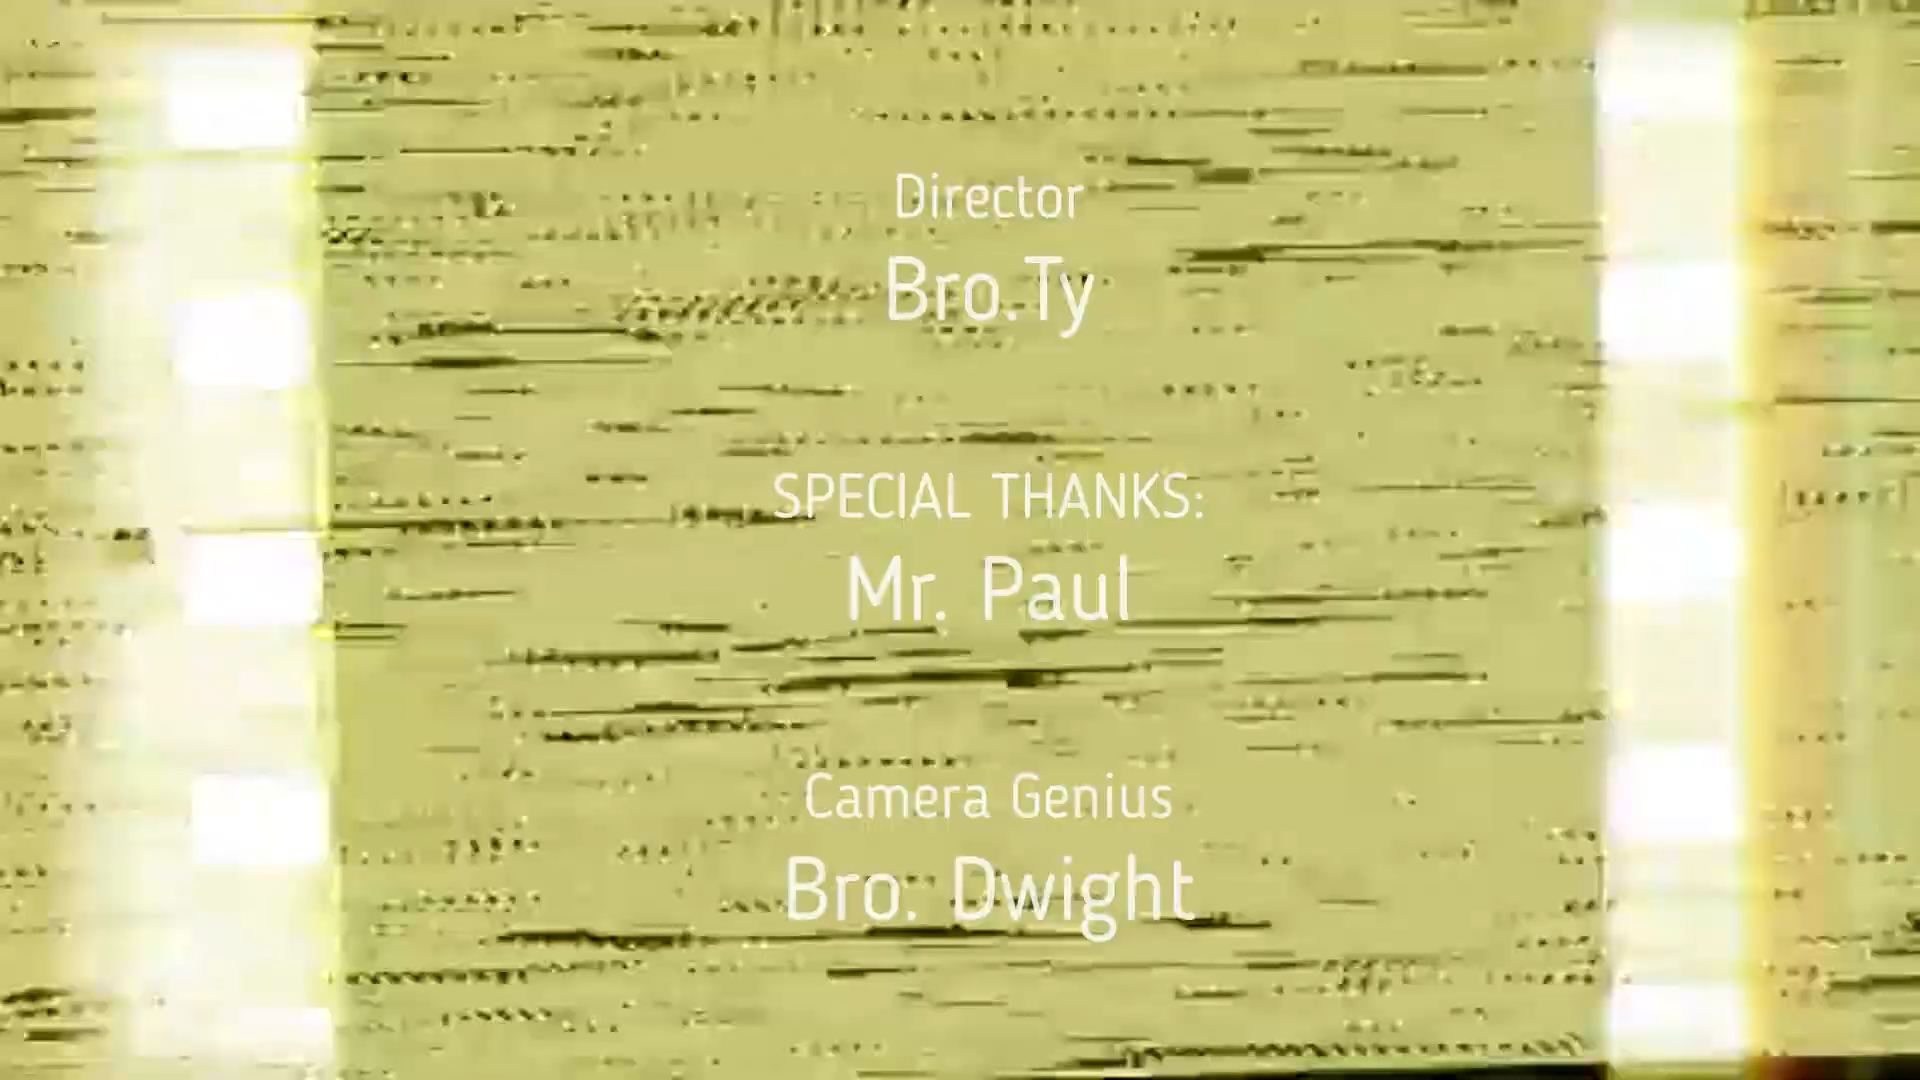 Director
Bro.Ty
SPECIAL THANKS:
Mr. Paul
Camera Genius
Bro. Dwight